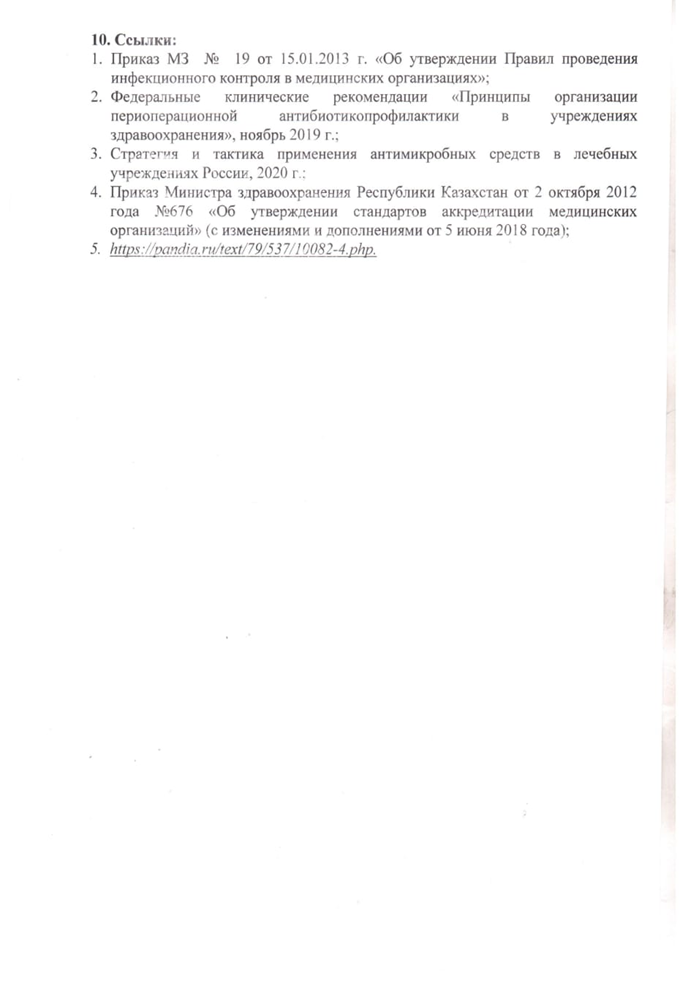 10. Ссылки:
1. Приказ МЗ № 19 от 15.01.2013 г. «Об утверждении Правил проведения
инфекционного контроля в медицинских организациях»;
2. Федеральные клинические рекомендации «Принципы организации
периоперационной антибиотикопрофилактики в учреждениях
здравоохранения», ноябрь 2019 г.;
3. Стратегия и тактика применения антимикробных средств в лечебных
учреждениях России, 2020 г.;
4. Приказ Министра здравоохранения Республики Казахстан от 2 октября 2012
года №676 «Об утверждении стандартов аккредитации медицинских
организаций» (с изменениями и дополнениями от 5 июня 2018 года);
5. https://pandia.ru/text/79/537/10082-4.php.